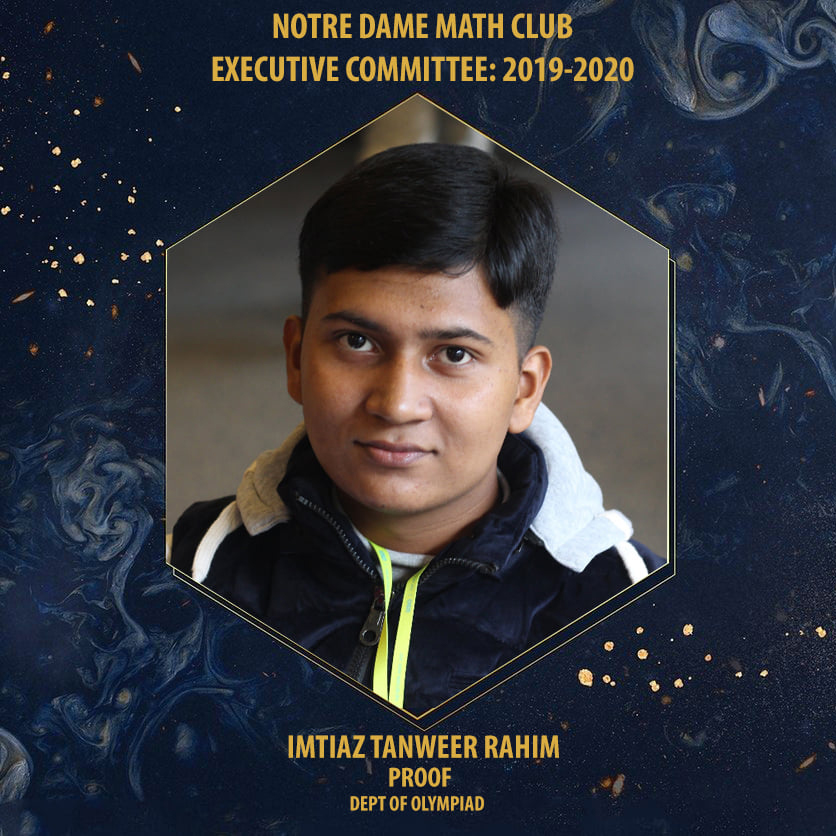 NOTRE DAME MATH CLUB
EXECUTIVE COMMITTEE: 2019-2020
IMTIAZ TANWEER RAHIM
PROOF
DEPT OF OLYMPIAD